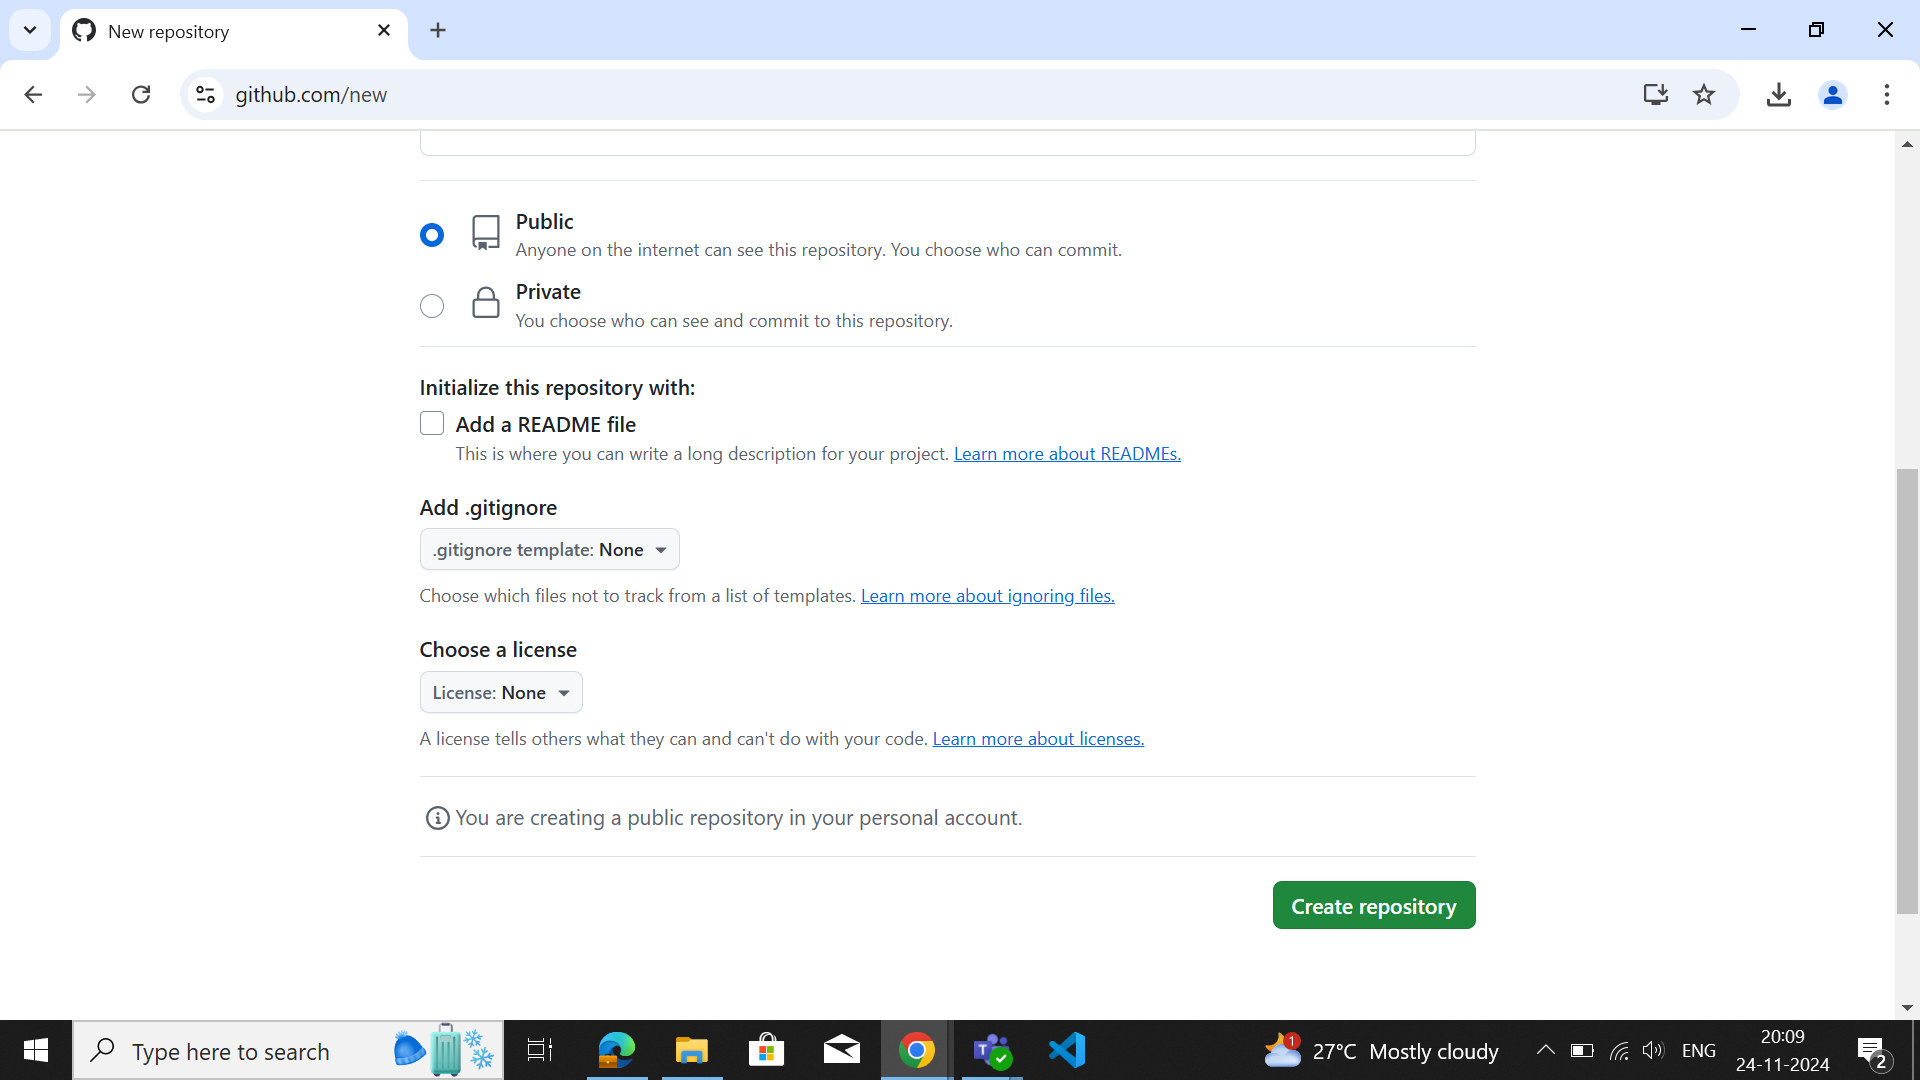 New repository
github.com/new
Public
Anyone on the internet can see this repository. You choose who can commit.
Private
You choose who can see and commit to this repository.
Initialize this repository with:
Add a README file
This is where you can write a long description for your project. Learn more about READMEs.
Add .gitignore
.gitignore template: None
Choose which files not to track from a list of templates. Learn more about ignoring files.
Choose a license
License: None
A license tells others what they can and can't do with your code. Learn more about licenses.
You are creating a public repository in your personal account.
Create repository
Type here to search
T
1
27°C Mostly cloudy
ENG
20:09
24-11-2024
2